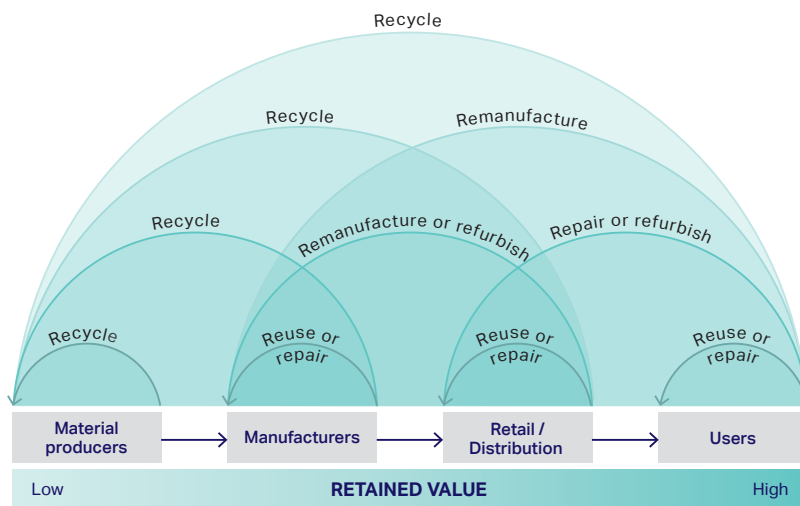 Recycle
Recycle
Remanufacture
Recycle
Remanufacture or refurbish
Repair or refurbish
Recycle
Reuse or
repair
Reuse or
repair
Reuse or
repair
Material
producers
Manufacturers
Retail /
Distribution
Users
Low
RETAINED VALUE
High